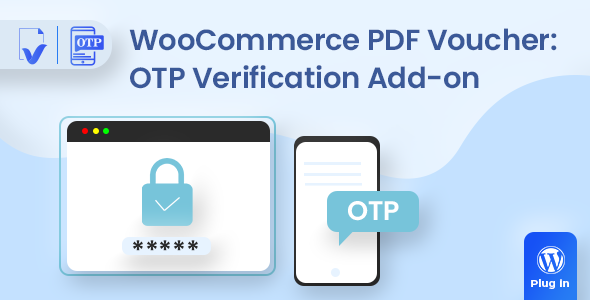 OTP
WooCommerce PDF Voucher:
OTP Verification Add-on
*****
OTP
Plug In